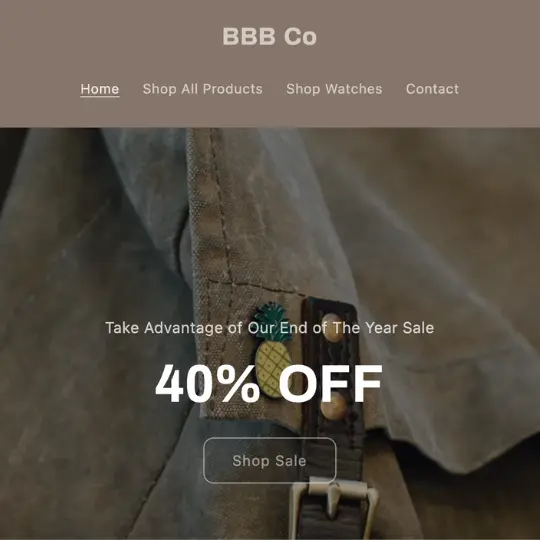 BBB Co
Home Shop All Products Shop Watches Contact
Take Advantage of Our End of The Year Sale
40% OFF
Shop Sale